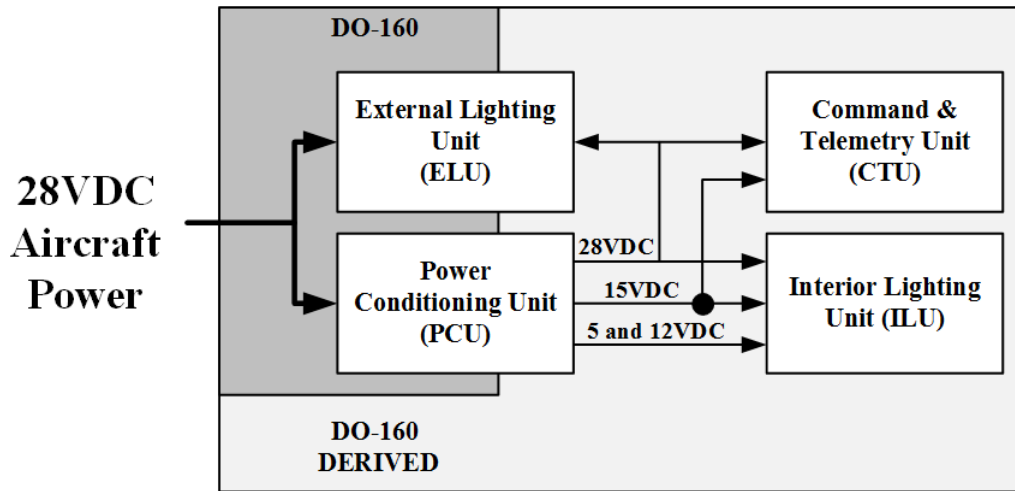 DO-160
28VDC
Aircraft
Power
External Lighting
Unit
(ELU)
Command &
Telemetry Unit
(CTU)
Power
Conditioning Unit
(PCU)
28VDC
15VDC
5 and 12VDC
Interior Lighting
Unit (ILU)
DO-160
DERIVED